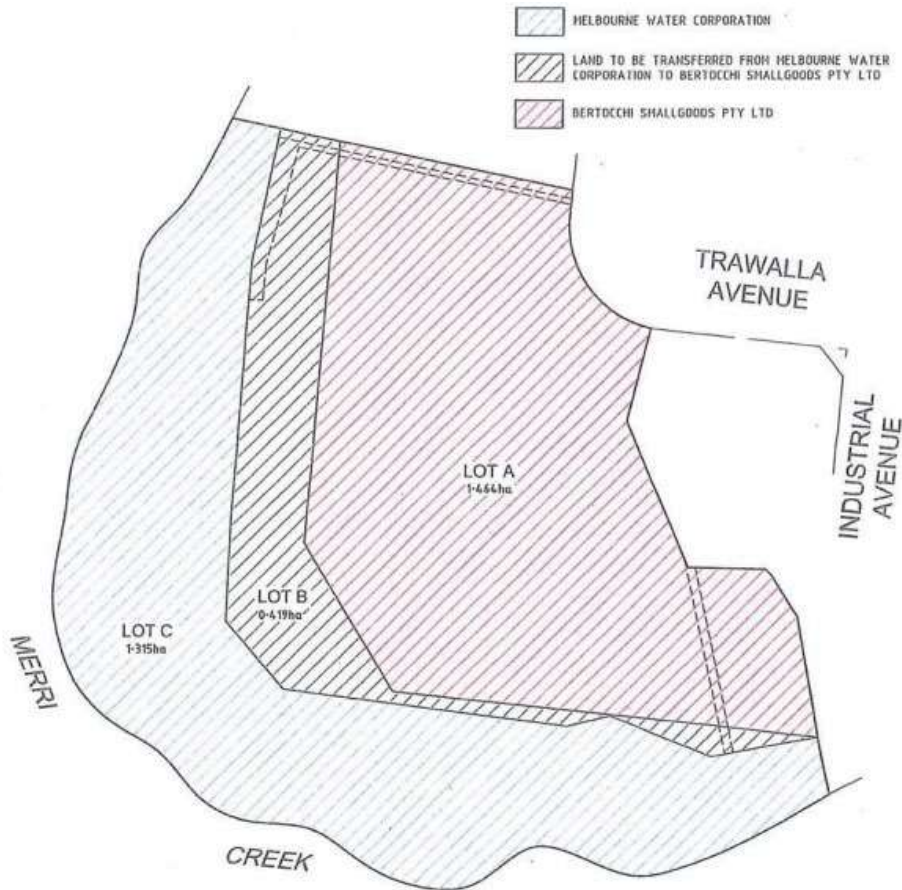 MELBOURNE WATER CORPORATION
LAND TO BE TRANSFERRED FROM MELBOURNE WATER
CORPORATION TO BERTOCCHI SMALLGOODS PTY LTD
BERTOCCHI SMALLGOODS PTY LTD
TRAWALLA
AVENUE
INDUSTRIAL
AVENUE
LOT A
1·464ha
LOT B
0·419ha
LOT C
1·315ha
MERRI
CREEK